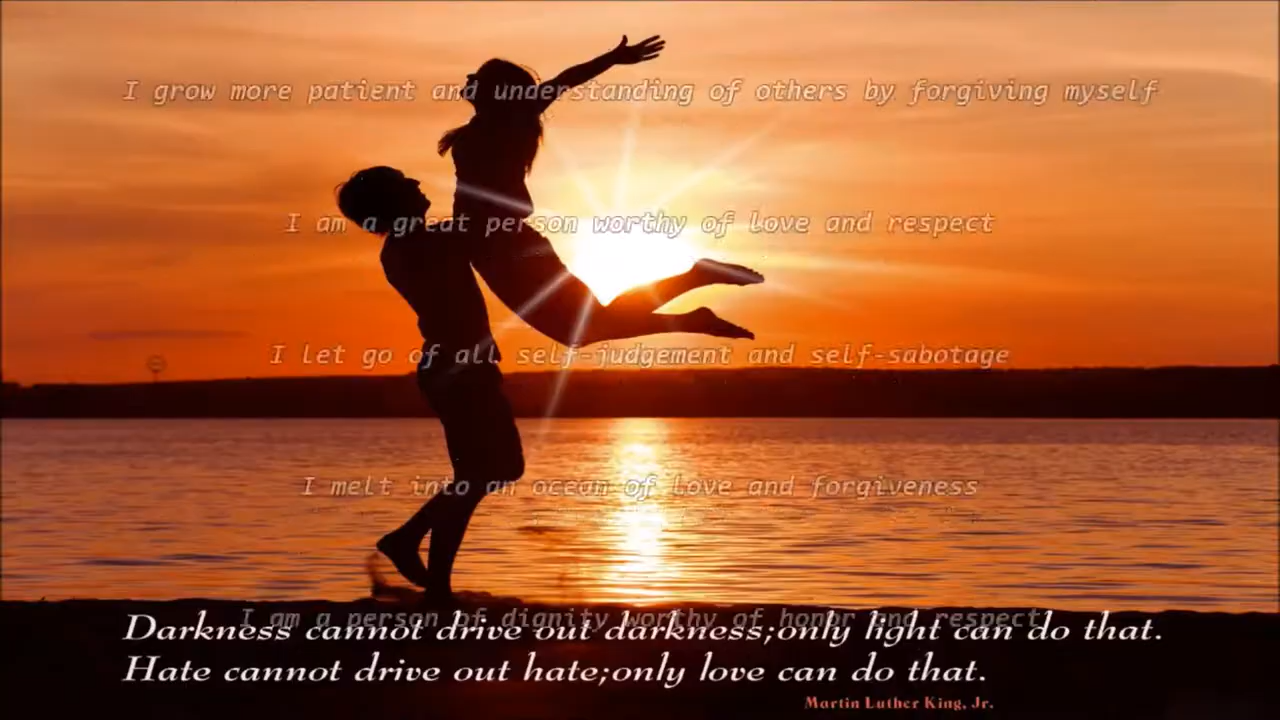 I grow more patient and understanding of others by forgiving myself
I am a great person worthy of love and respect
I let go of all self-judgement and self-sabotage
I melt into an ocean of love and forgiveness
I am a person of dignity worthy of honor and respect
Darkness cannot drive out darkness;only light can do that.
Hate cannot drive out hate;only love can do that.
Martin Luther King, Jr.